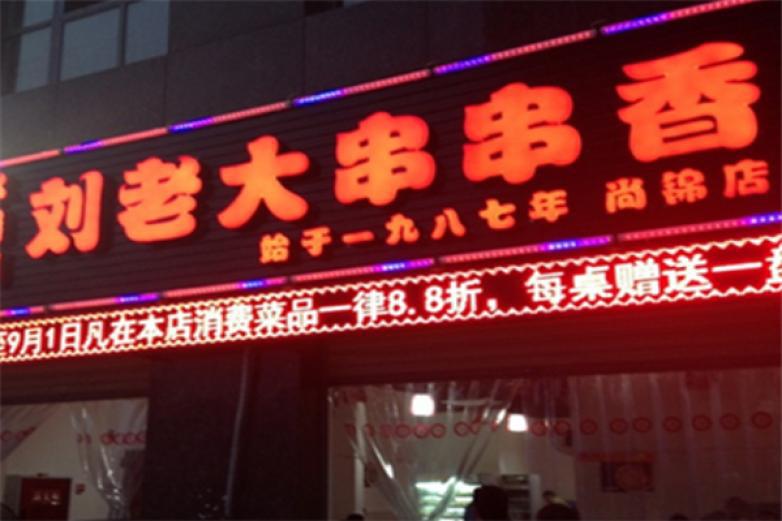 刘老大串串香
始于一九八七年 尚锦店
至9月1日凡在本店消费菜品一律8.8折，每桌赠送一盘